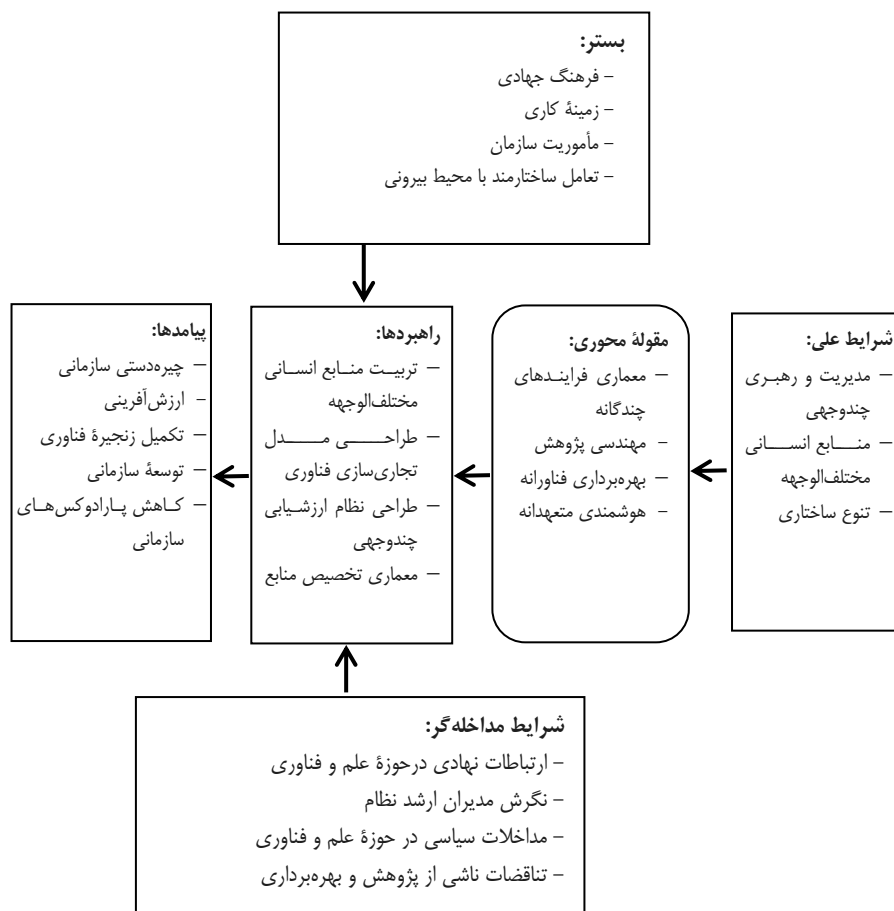 بستر:
– فرهنگ جهادی
– زمینهٔ کاری
– مأموریت سازمان
– تعامل ساختارمند با محیط بیرونی
شرایط علی:
– مدیریت و رهبری
چندوجهی
– منابع انسانی
مختلف‌الوجهه
– تنوع ساختاری
مقولهٔ محوری:
– معماری فرایندهای
چندگانه
- مهندسی پژوهش
– بهره‌برداری فناورانه
- هوشمندی متعهدانه
راهبردها:
– تربیت منابع انسانی
مختلف‌الوجهه
– طراحی مدل
تجاری‌سازی فناوری
– طراحی نظام ارزشیابی
چندوجهی
– معماری تخصیص منابع
پیامدها:
– چیره‌دستی سازمانی
- ارزش‌آفرینی
– تکمیل زنجیرهٔ فناوری
– توسعهٔ سازمانی
– کاهش پارادوکس‌های
سازمانی
شرایط مداخله‌گر:
– ارتباطات نهادی درحوزهٔ علم و فناوری
– نگرش مدیران ارشد نظام
– مداخلات سیاسی در حوزهٔ علم و فناوری
– تناقضات ناشی از پژوهش و بهره‌برداری